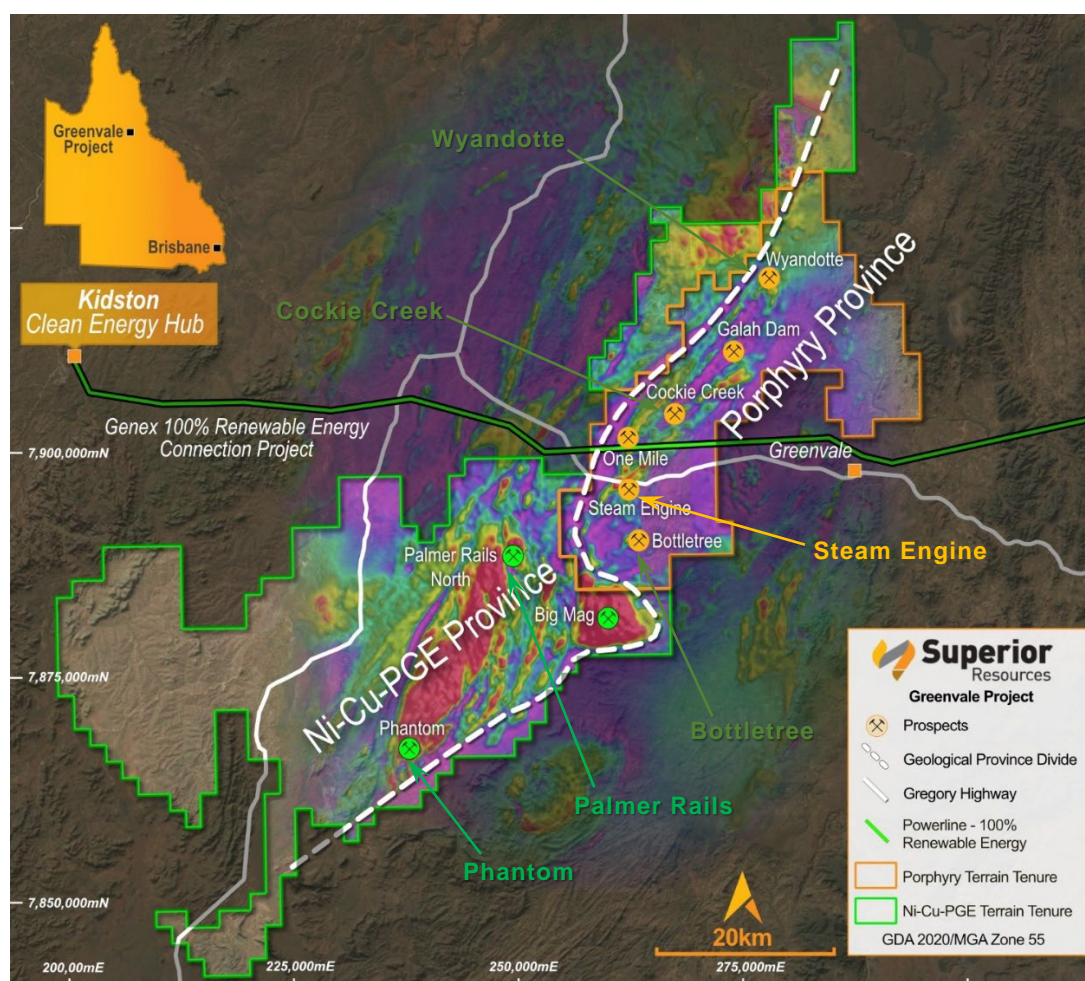 Greenvale
Project
Brisbane
Kidston
Clean Energy Hub
Wyandotte
Wyandotte
Porphyry Province
Cockie Creek
Galah Dam
Cockie Creek
Genex 100% Renewable Energy
Connection Project
One Mile
Greenvale
7,900,000mN
Steam Engine
Steam Engine
Bottletree
Palmer Rails
North
Big Mag
Ni-Cu-PGE Province
7,875,000mN
Phantom
Bottletree
Palmer Rails
Phantom
7,850,000mN
200,00mE
225,000mE
250,000mE
275,000mE
20km
Superior
Resources
Greenvale Project
Prospects
Geological Province Divide
Gregory Highway
Powerline - 100%
Renewable Energy
Porphyry Terrain Tenure
Ni-Cu-PGE Terrain Tenure
GDA 2020/MGA Zone 55